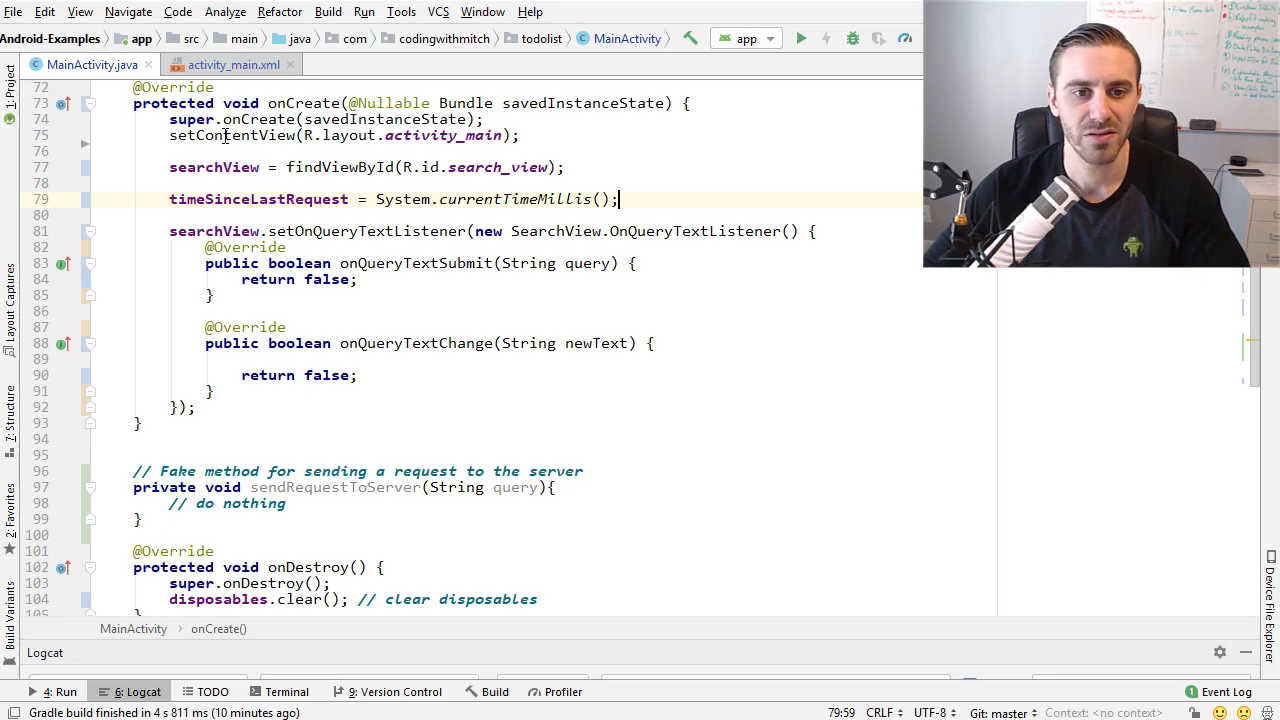 File Edit View Navigate Code Analyze Refactor Build Run Tools VCS Window Help
Android-Examples app src main java com MainActivity app
MainActivity.java activity_main.xml
72 @Override
73 protected void onCreate(@Nullable Bundle savedInstanceState) {
74 super.onCreate(savedInstanceState);
75 setContentView(R.layout.activity_main);
76
77 searchView = findViewById(R.id.search_view);
78
79 timeSinceLastRequest = System.currentTimeMillis();
80
81 searchView.setOnQueryTextListener(new SearchView.OnQueryTextListener() {
82 @Override
83 public boolean onQueryTextSubmit(String query) {
84 return false;
85 }
86
87 @Override
88 public boolean onQueryTextChange(String newText) {
89
90 return false;
91 }
92 });
93 }
94
95
96 // Fake method for sending a request to the server
97 private void sendRequestToServer(String query){
98 // do nothing
99 }
100
101 @Override
102 protected void onDestroy() {
103 super.onDestroy();
104 disposables.clear(); // clear disposables
105 }
1: Project
Layout Captures
7: Structure
2: Favorites
Build Variants
Device File Explorer
MainActivity onCreate()
Logcat
4: Run 6: Logcat TODO Terminal 9: Version Control Build Profiler Event Log
Gradle build finished in 4 s 811 ms (10 minutes ago) 79:59 CRLF UTF-8 Git: master Context: <no context>